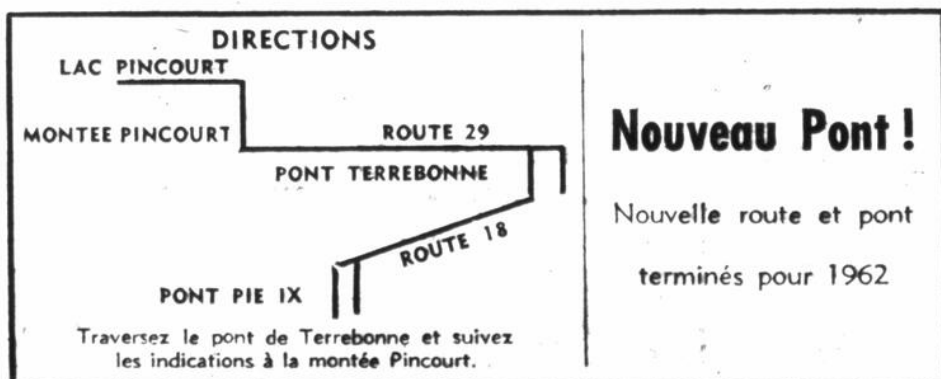 DIRECTIONS
LAC PINCOURT
MONTEE PINCOURT
ROUTE 29
PONT TERREBONNE
ROUTE 18
PONT PIE IX
Traversez le pont de Terrebonne et suivez
les indications à la montée Pincourt.
Nouveau Pont !
Nouvelle route et pont
terminés pour 1962